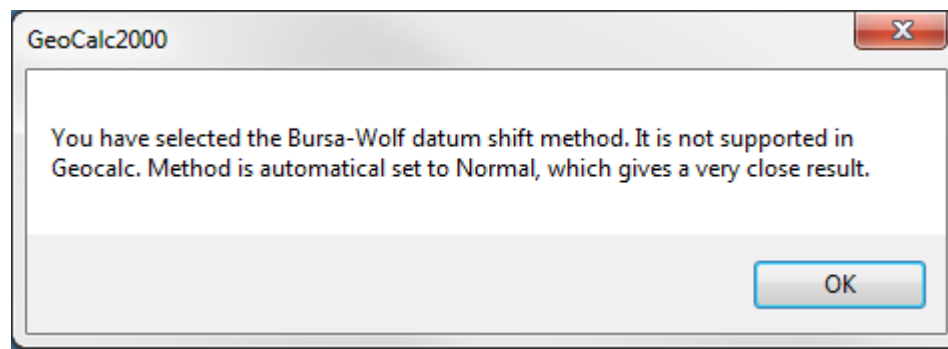 GeoCalc2000
You have selected the Bursa-Wolf datum shift method. It is not supported in
Geocalc. Method is automatical set to Normal, which gives a very close result.
OK